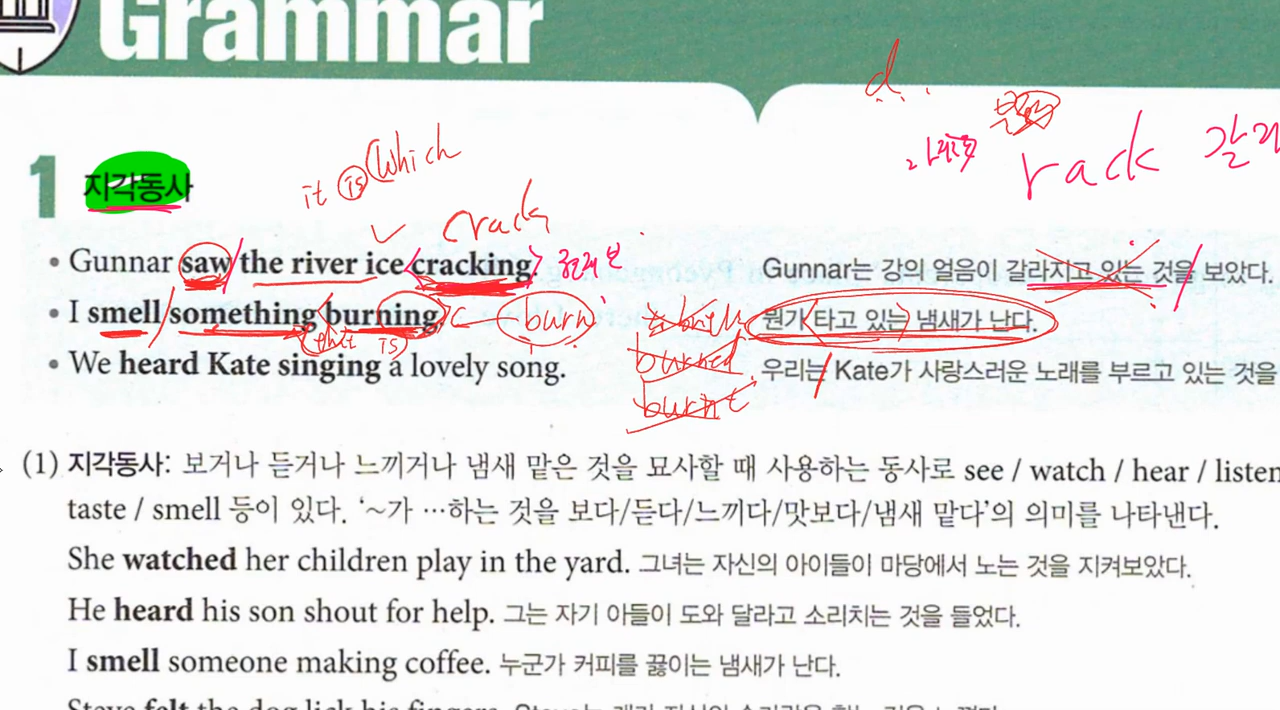 Grammar
d.
it is which
rack
1 지각동사
crack
• Gunnar saw the river ice cracking. Gunnar는 강의 얼음이 갈라지고 있는 것을 보았다.
• I smell something burning. 뭔가 타고 있는 냄새가 난다.
burn
that is
burned
burnt
• We heard Kate singing a lovely song. 우리는 Kate가 사랑스러운 노래를 부르고 있는 것을
(1) 지각동사: 보거나 듣거나 느끼거나 냄새 맡은 것을 묘사할 때 사용하는 동사로 see / watch / hear / listen
taste / smell 등이 있다. ‘~가 …하는 것을 보다/듣다/느끼다/맛보다/냄새 맡다’의 의미를 나타낸다.
She watched her children play in the yard. 그녀는 자신의 아이들이 마당에서 노는 것을 지켜보았다.
He heard his son shout for help. 그는 자기 아들이 도와 달라고 소리치는 것을 들었다.
I smell someone making coffee. 누군가 커피를 끓이는 냄새가 난다.
Steve felt the dog lick his fingers.